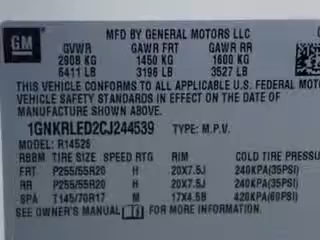 GM
MFD BY GENERAL MOTORS LLC
GVWR GAWR FRT GAWR RR
2908 KG 1450 KG 1600 KG
6411 LB 3196 LB 3527 LB
THIS VEHICLE CONFORMS TO ALL APPLICABLE U.S. FEDERAL
VEHICLE SAFETY STANDARDS IN EFFECT ON THE DATE OF
MANUFACTURE SHOWN ABOVE.
1GNKRLED2CJ244539 TYPE: M.P.V.
MODEL: R14526
TIRE SIZE SPEED RTG RIM COLD TIRE
FRT P255/55R20 H 20X7.5J 240KPA(35PSI)
RR P255/55R20 H 20X7.5J 240KPA(35PSI)
SPA T145/70R17 M 17X4.5B 420KPA(60PSI)
SEE OWNER'S MANUAL FOR MORE INFORMATION.